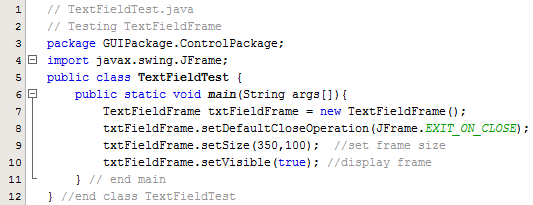 1 // TextFieldTest.java
2 // Testing TextFieldFrame
3 package GUIPackage.ControlPackage;
4 import javax.swing.JFrame;
5 public class TextFieldTest {
6 public static void main(String args[]){
7 TextFieldFrame txtFieldFrame = new TextFieldFrame();
8 txtFieldFrame.setDefaultCloseOperation(JFrame.EXIT_ON_CLOSE);
9 txtFieldFrame.setSize(350,100); //set frame size
10 txtFieldFrame.setVisible(true); //display frame
11 } // end main
12 } //end class TextFieldTest